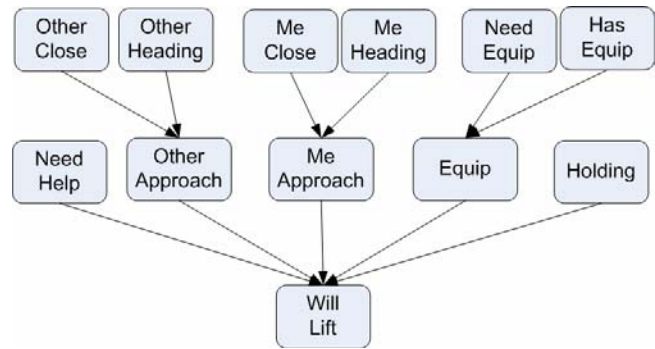 Other
Close
Other
Heading
Me
Close
Me
Heading
Need
Equip
Has
Equip
Need
Help
Other
Approach
Me
Approach
Equip
Holding
Will
Lift